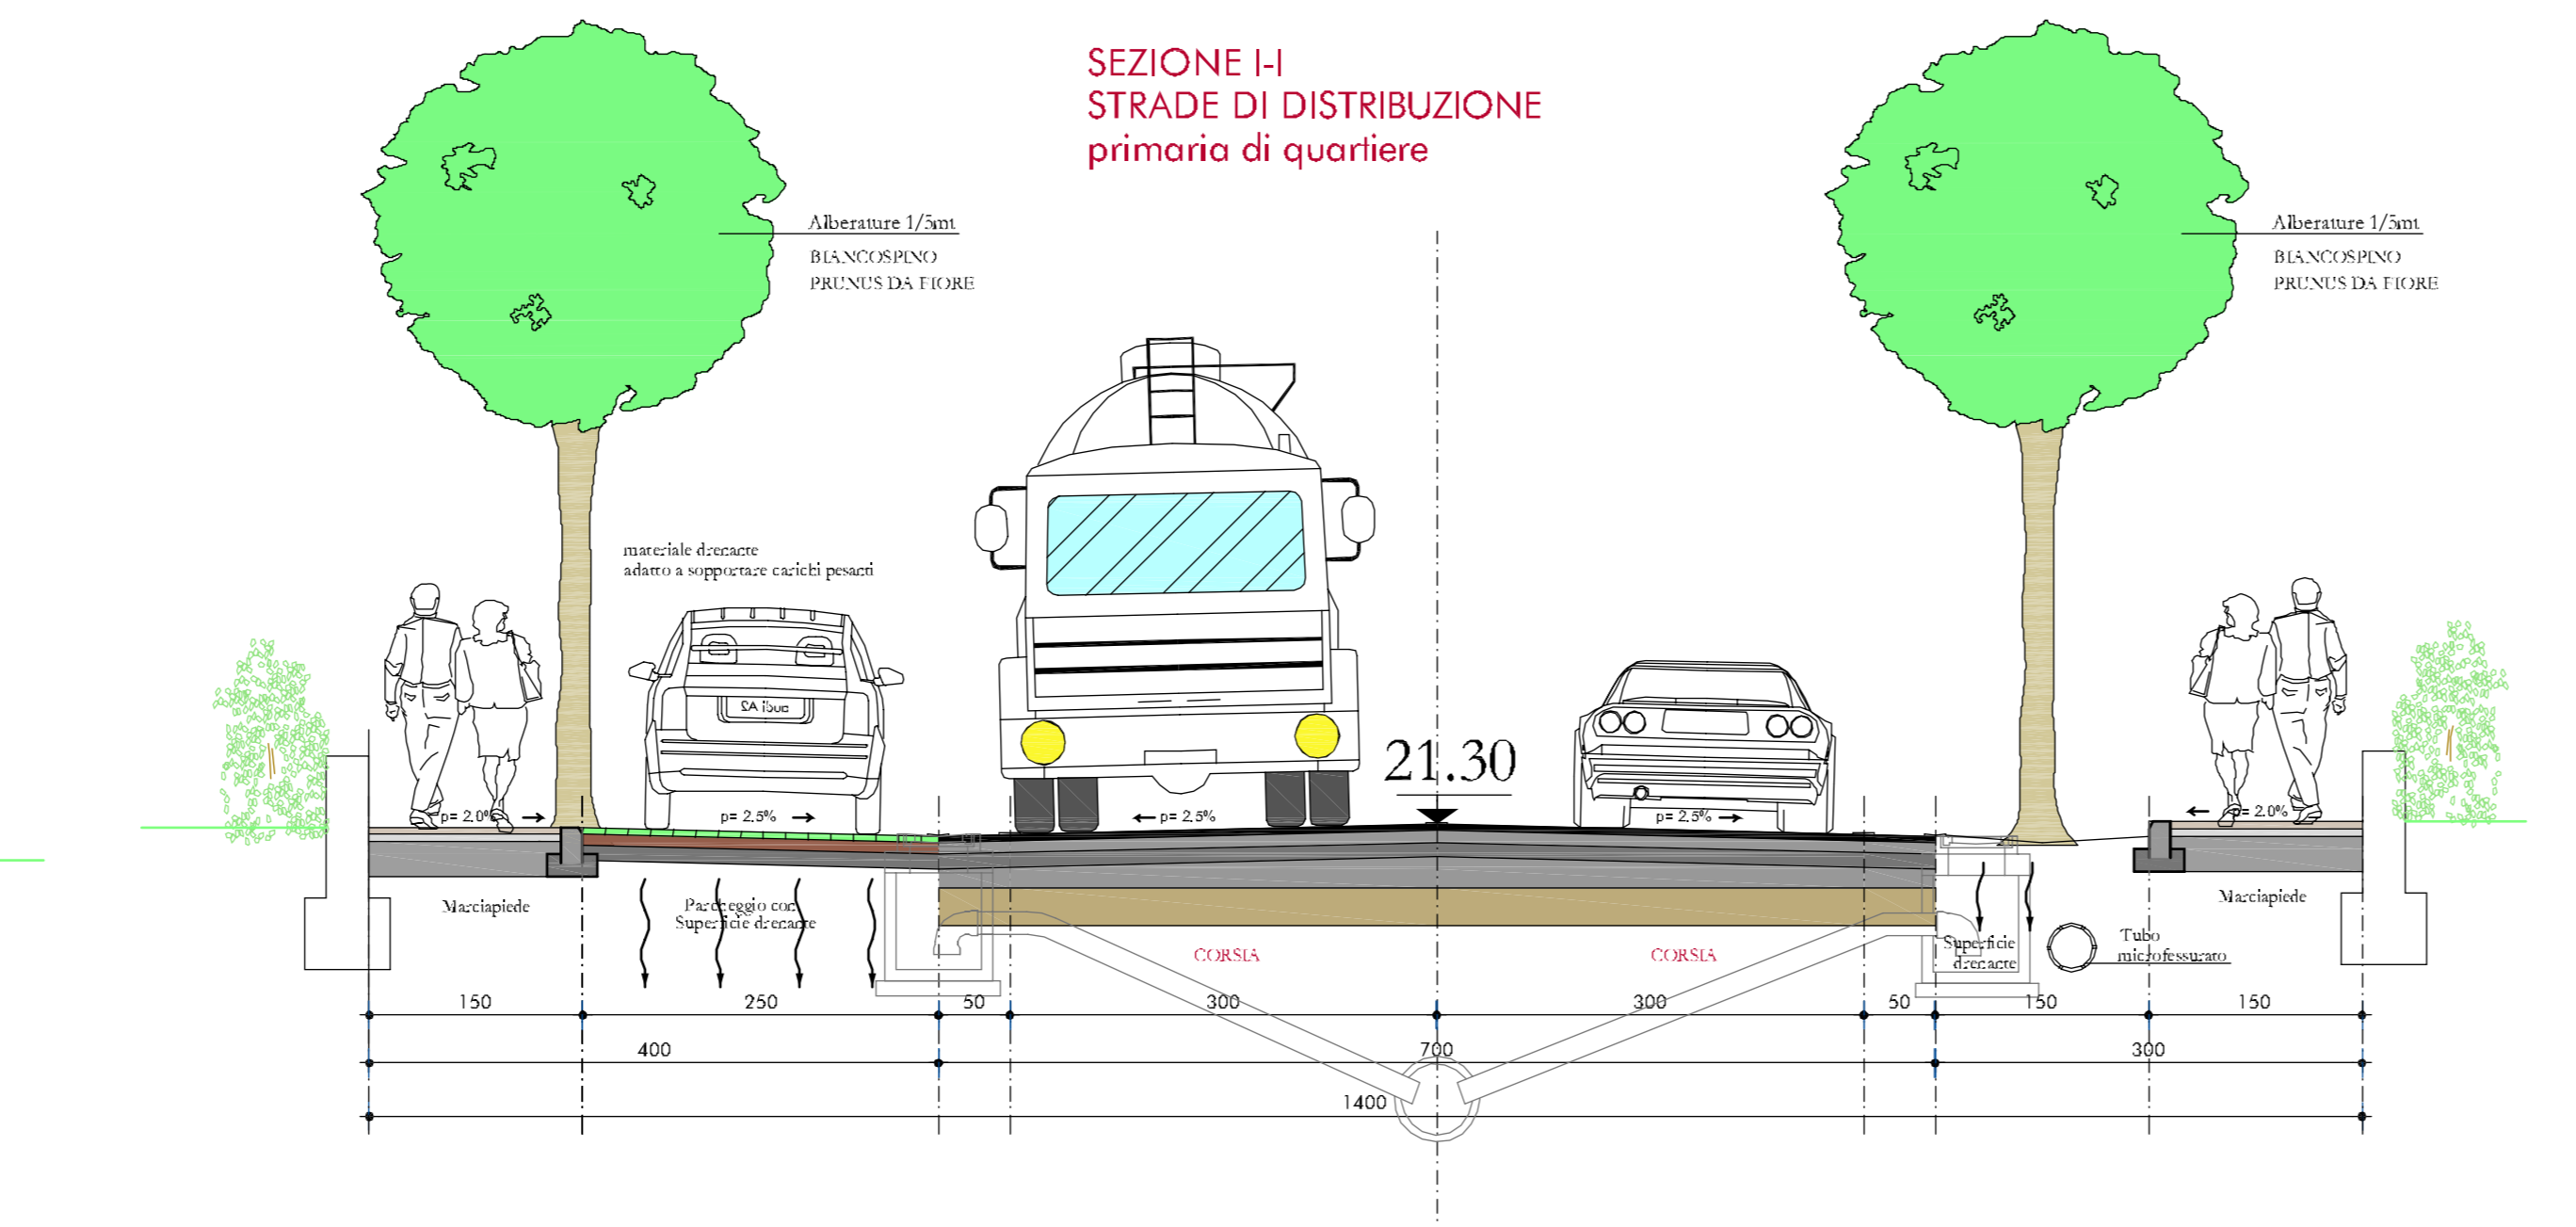 SEZIONE I-I
STRADE DI DISTRIBUZIONE
primaria di quartiere
Alberature 1/5mt
BIANCOSPINO
PRUNUS DA FIORE
Alberature 1/5mt
BIANCOSPINO
PRUNUS DA FIORE
materiale drenante
adatto a sopportare carichi pesanti
audi A2
21.30
p= 2.0%
p= 2.5%
p= 2.5%
p= 2.5%
p= 2.0%
Marciapiede
Parcheggio con
Superficie drenante
CORSIA
CORSIA
Superficie
drenante
Tubo
microfessurato
Marciapiede
150 250 50 300 300 50 150 150
400 700 300
1400